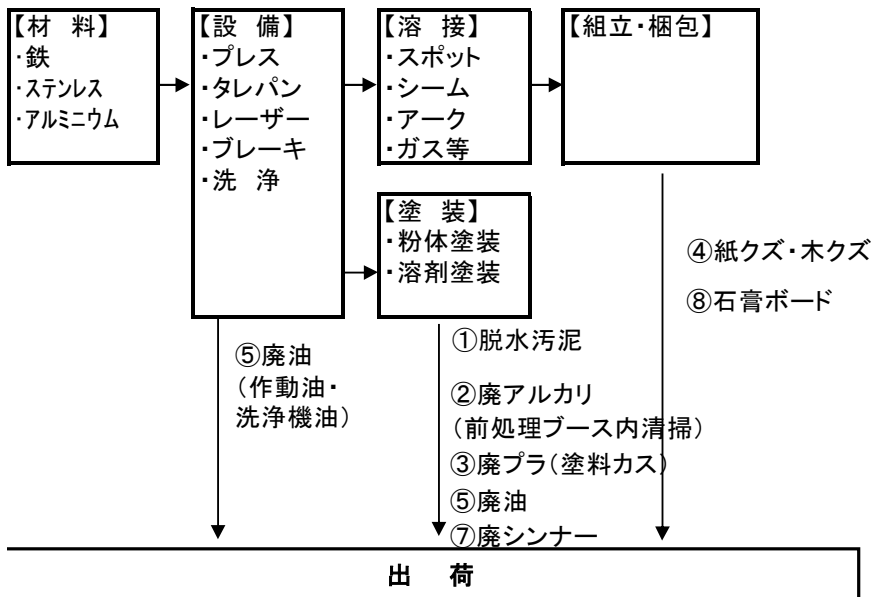 【材 料】
・鉄
・ステンレス
・アルミニウム
【設 備】
・プレス
・タレパン
・レーザー
・ブレーキ
・洗 浄
【溶 接】
・スポット
・シーム
・アーク
・ガス等
【組立・梱包】
【塗 装】
・粉体塗装
・溶剤塗装
④紙クズ・木クズ
⑧石膏ボード
⑤廃油
(作動油・
洗浄機油)
①脱水汚泥
②廃アルカリ
(前処理ブース内清掃)
③廃プラ(塗料カス)
⑤廃油
⑦廃シンナー
出 荷